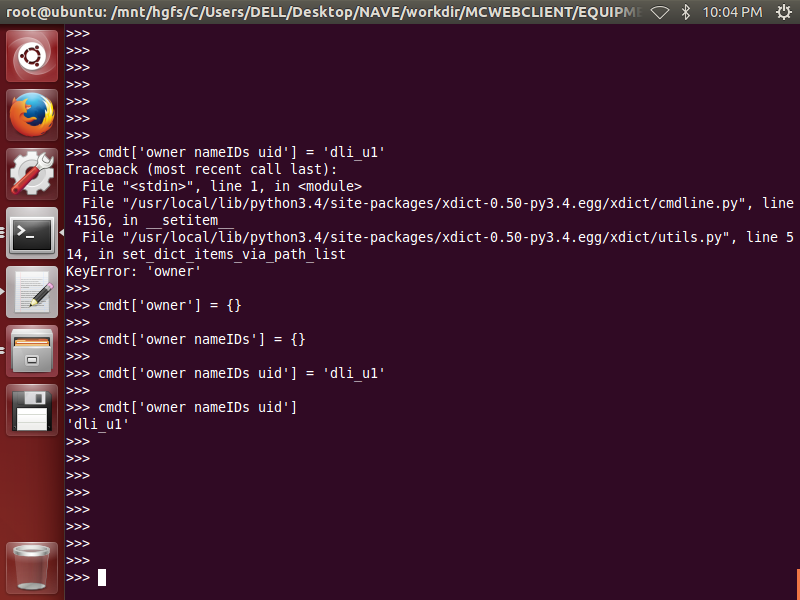 root@ubuntu: /mnt/hgfs/C/Users/DELL/Desktop/NAVE/workdir/MCWEBCLIENT/EQUIPME 10:04 PM
>>>
>>>
>>>
>>>
>>>
>>>
>>>
>>> cmdt['owner nameIDs uid'] = 'dli_u1'
Traceback (most recent call last):
  File "<stdin>", line 1, in <module>
  File "/usr/local/lib/python3.4/site-packages/xdict-0.50-py3.4.egg/xdict/cmdline.py", line
 4156, in __setitem__
  File "/usr/local/lib/python3.4/site-packages/xdict-0.50-py3.4.egg/xdict/utils.py", line 5
14, in set_dict_items_via_path_list
KeyError: 'owner'
>>>
>>> cmdt['owner'] = {}
>>>
>>> cmdt['owner nameIDs'] = {}
>>>
>>> cmdt['owner nameIDs uid'] = 'dli_u1'
>>>
>>> cmdt['owner nameIDs uid']
'dli_u1'
>>>
>>>
>>>
>>>
>>>
>>>
>>>
>>>
>>>